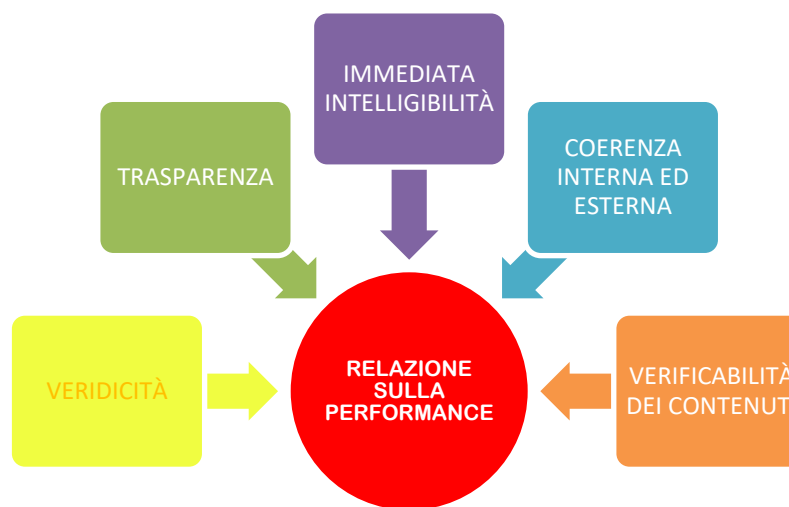 IMMEDIATA
INTELLIGIBILITÀ
TRASPARENZA
COERENZA
INTERNA ED
ESTERNA
VERIDICITÀ
RELAZIONE
SULLA
PERFORMANCE
VERIFICABILITÀ
DEI CONTENUT